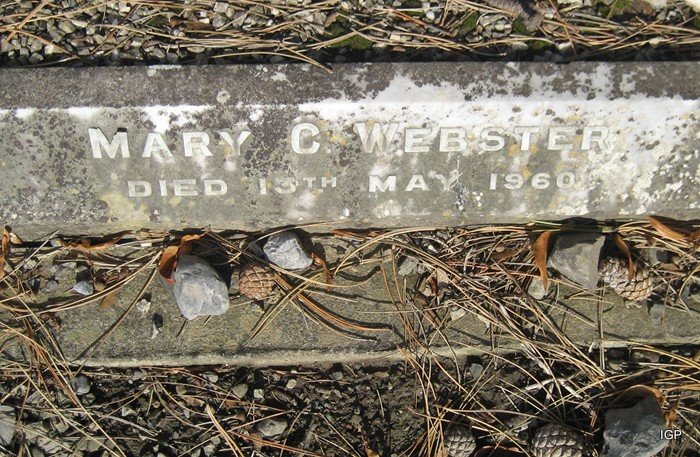 MARY C. WEBSTER
DIED 13TH MAY 1960
IGP